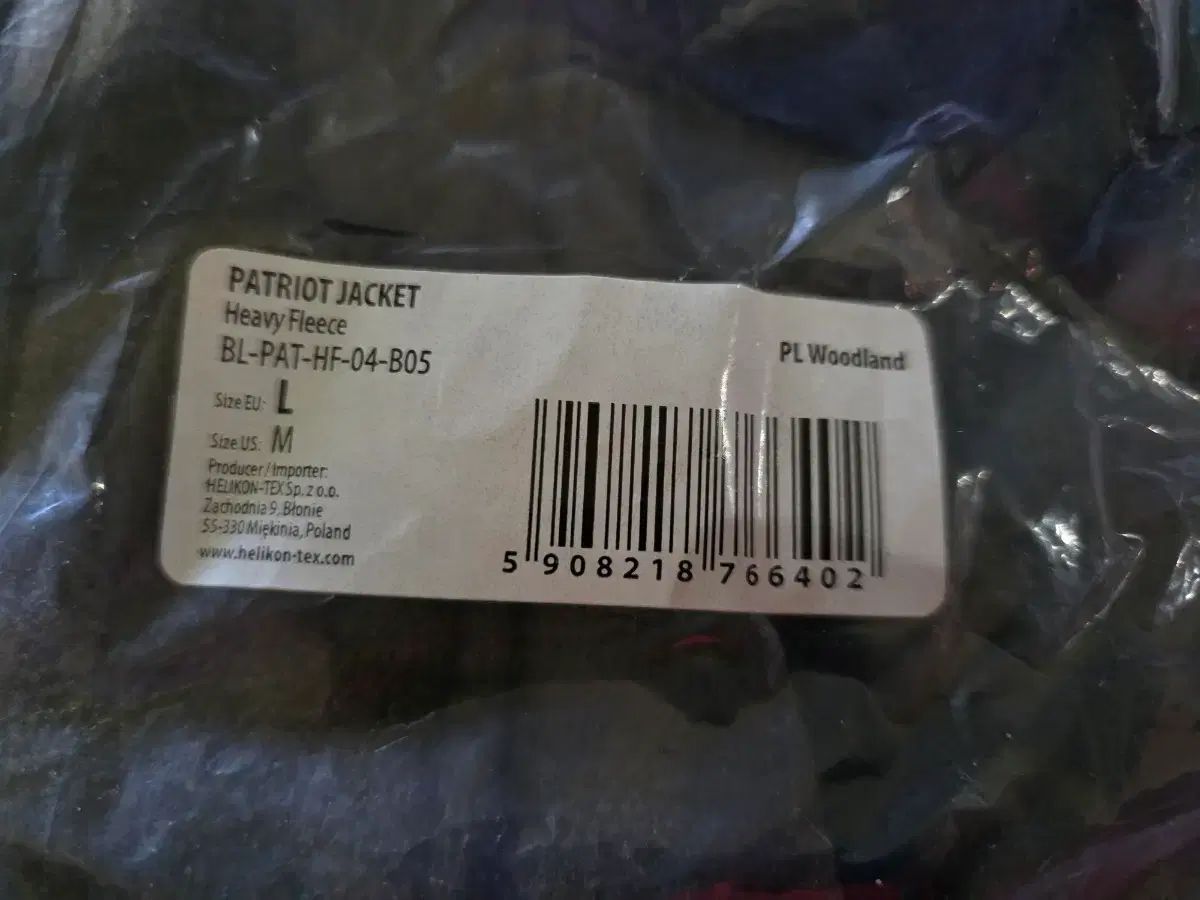 PATRIOT JACKET
Heavy Fleece
BL-PAT-HF-04-B05
PL Woodland
Size EU: L
Size US: M
Producer/Importer:
HELIKON-TEX Sp. z o.o.
Zachodnia 9, Błonie
55-330 Miękinia, Poland
www.helikon-tex.com
5 908218 766402